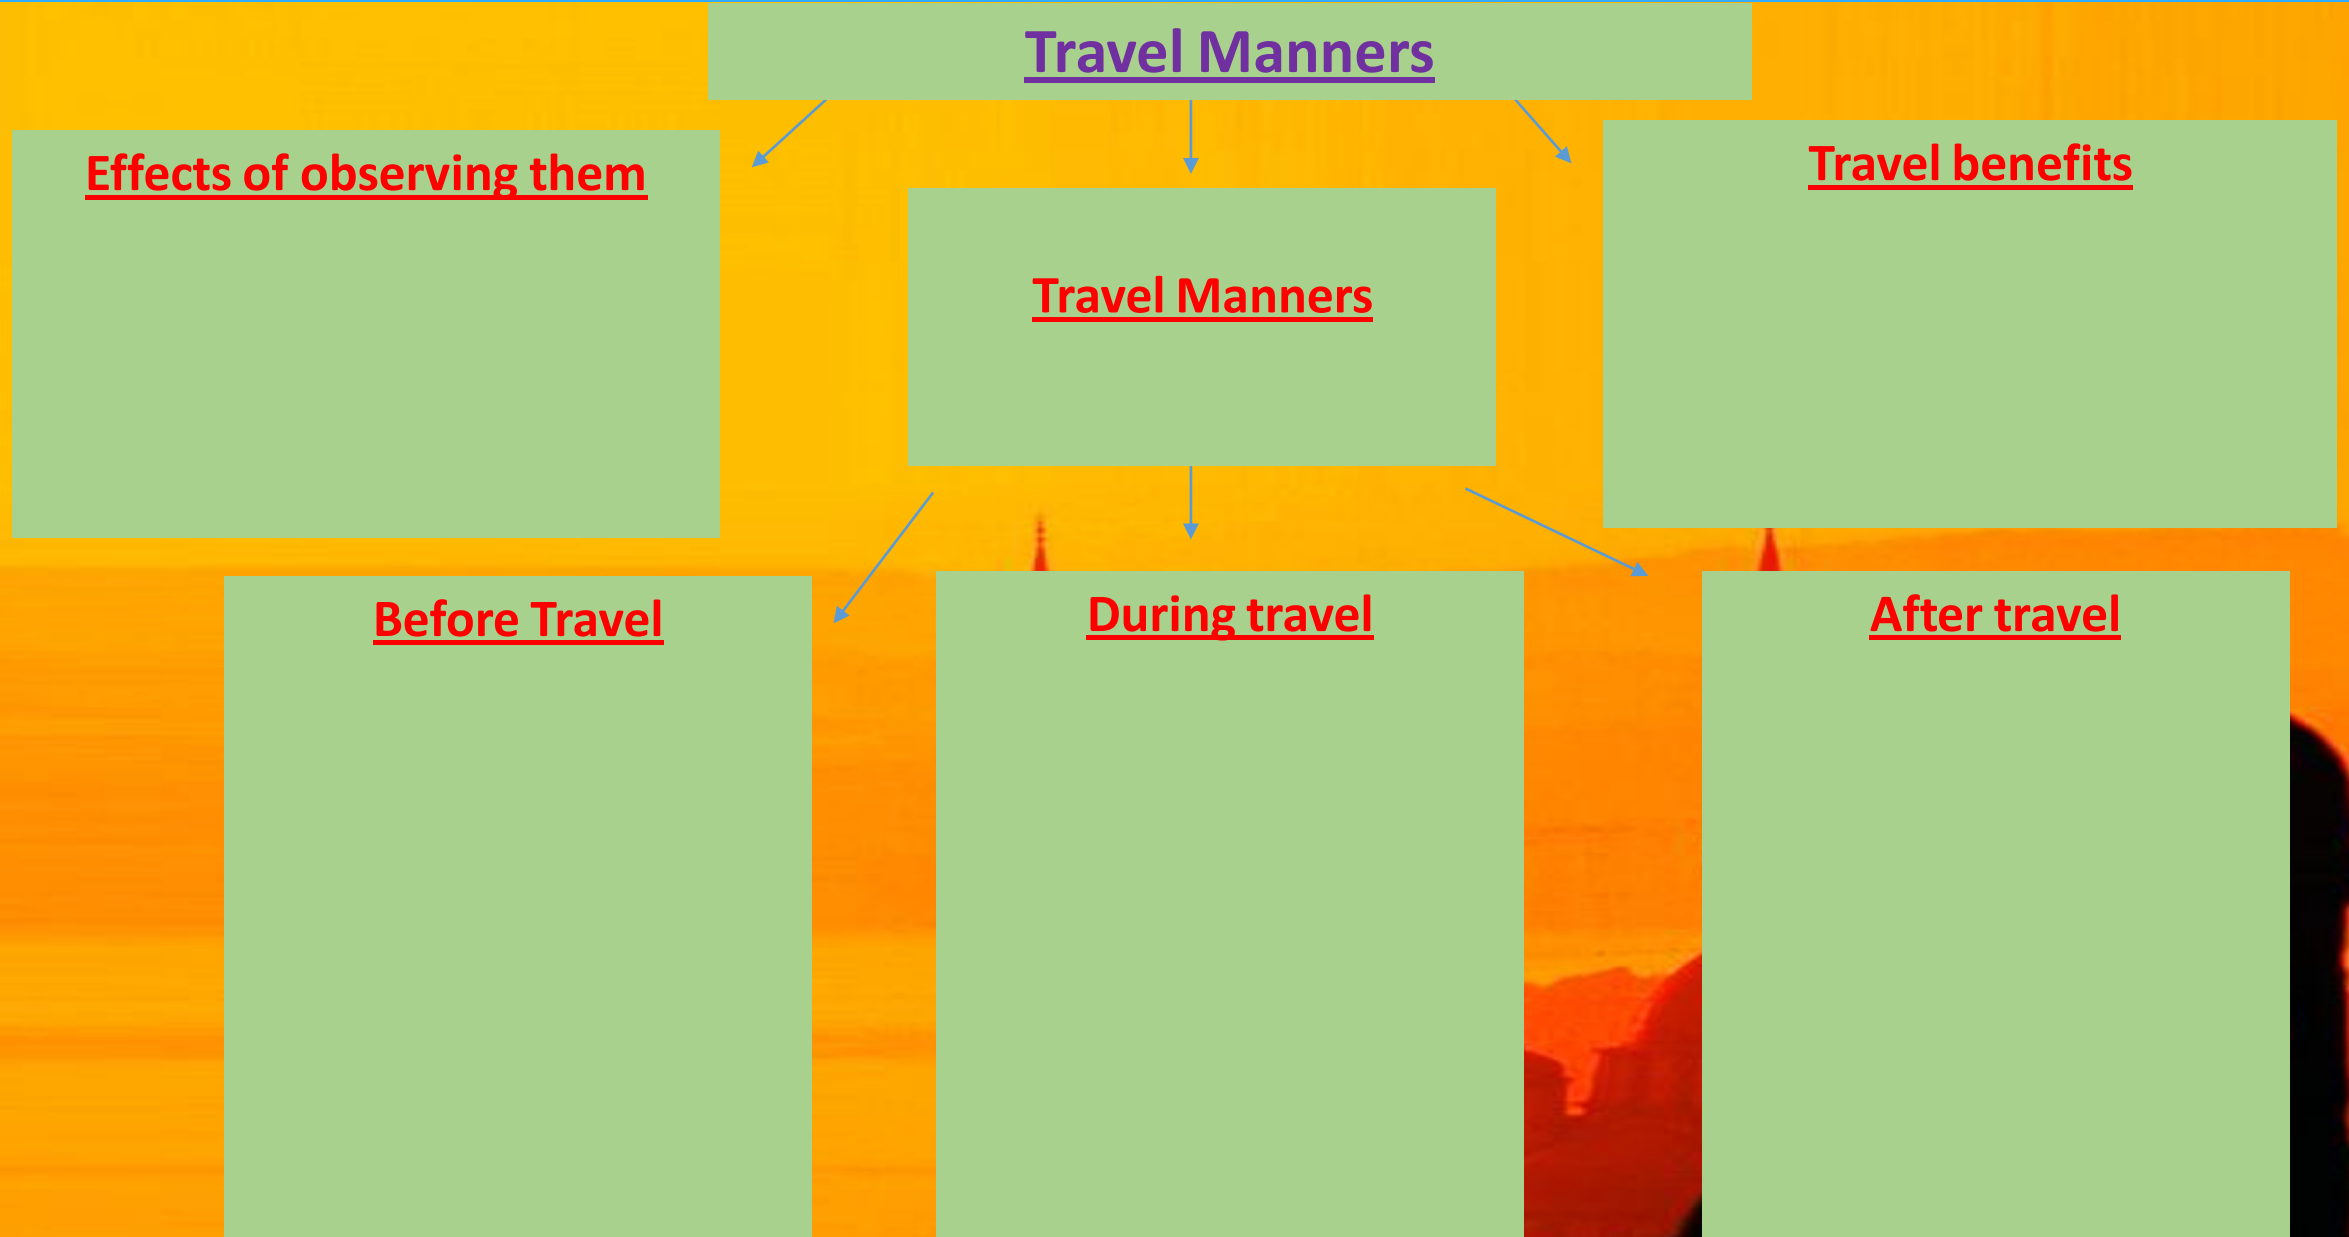 Travel Manners
Effects of observing them
Travel Manners
Travel benefits
Before Travel
During travel
After travel